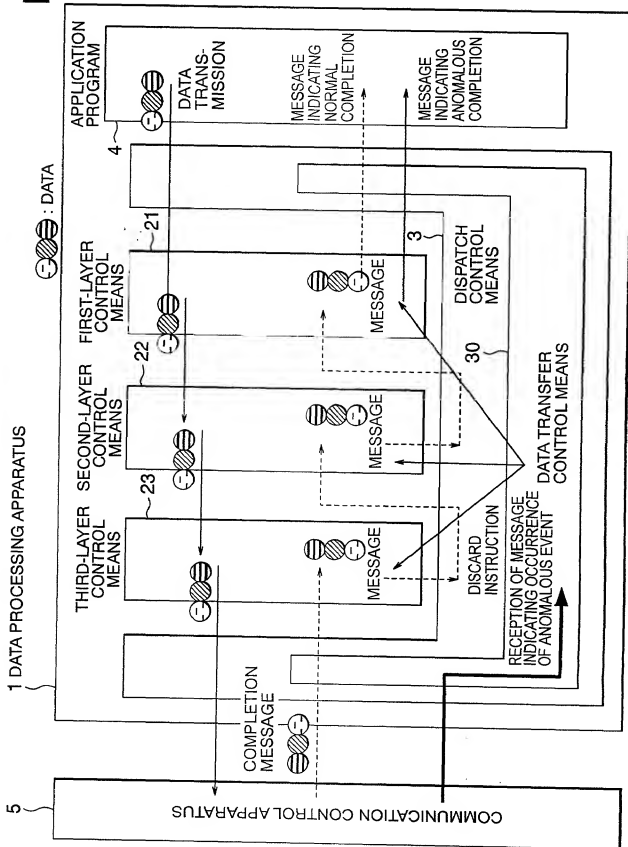 : DATA
1 DATA PROCESSING APPARATUS
5
COMMUNICATION CONTROL APPARATUS
COMPLETION
MESSAGE
THIRD-LAYER
CONTROL
MEANS
23
SECOND-LAYER
CONTROL
MEANS
22
FIRST-LAYER
CONTROL
MEANS
21
APPLICATION
PROGRAM
4
DATA
TRANS-
MISSION
MESSAGE
INDICATING
NORMAL
COMPLETION
MESSAGE
INDICATING
ANOMALOUS
COMPLETION
MESSAGE
MESSAGE
MESSAGE
3
DISPATCH
CONTROL
MEANS
30
DISCARD
INSTRUCTION
RECEPTION OF MESSAGE
INDICATING OCCURRENCE
OF ANOMALOUS EVENT
DATA TRANSFER
CONTROL MEANS